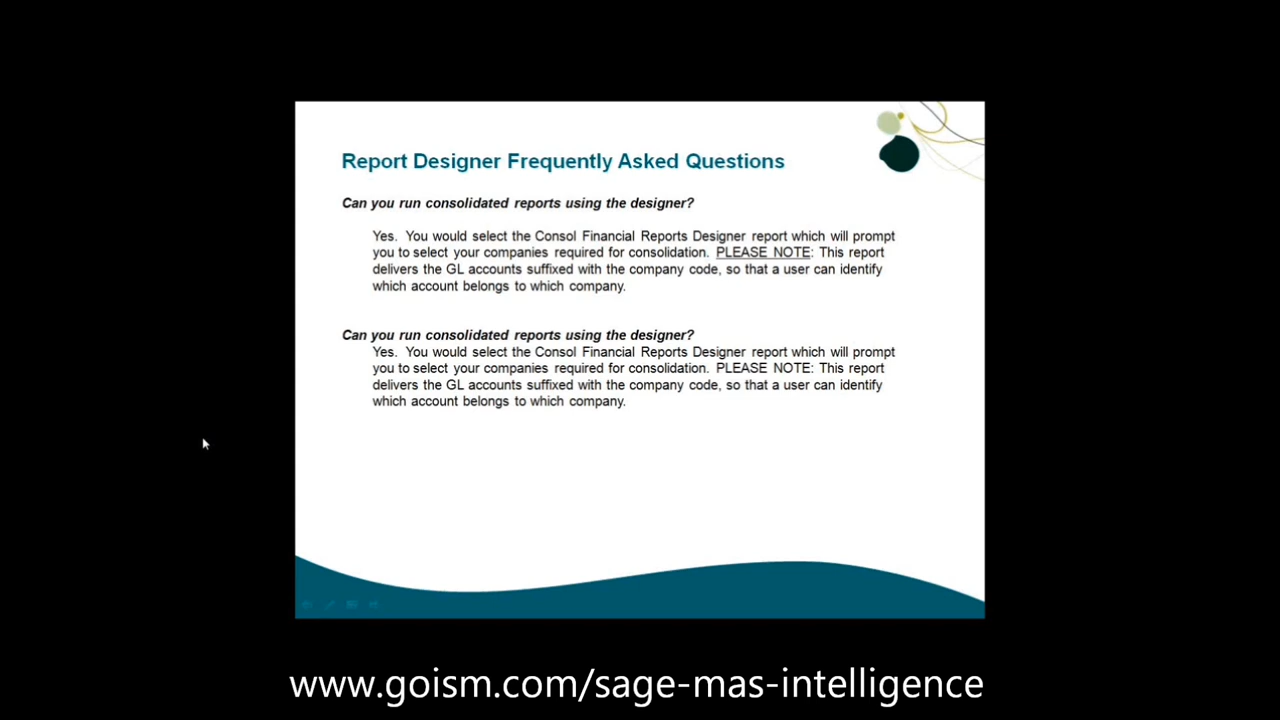 Report Designer Frequently Asked Questions
Can you run consolidated reports using the designer?
Yes. You would select the Consol Financial Reports Designer report which will prompt
you to select your companies required for consolidation. PLEASE NOTE: This report
delivers the GL accounts suffixed with the company code, so that a user can identify
which account belongs to which company.
Can you run consolidated reports using the designer?
Yes. You would select the Consol Financial Reports Designer report which will prompt
you to select your companies required for consolidation. PLEASE NOTE: This report
delivers the GL accounts suffixed with the company code, so that a user can identify
which account belongs to which company.
www.goism.com/sage-mas-intelligence